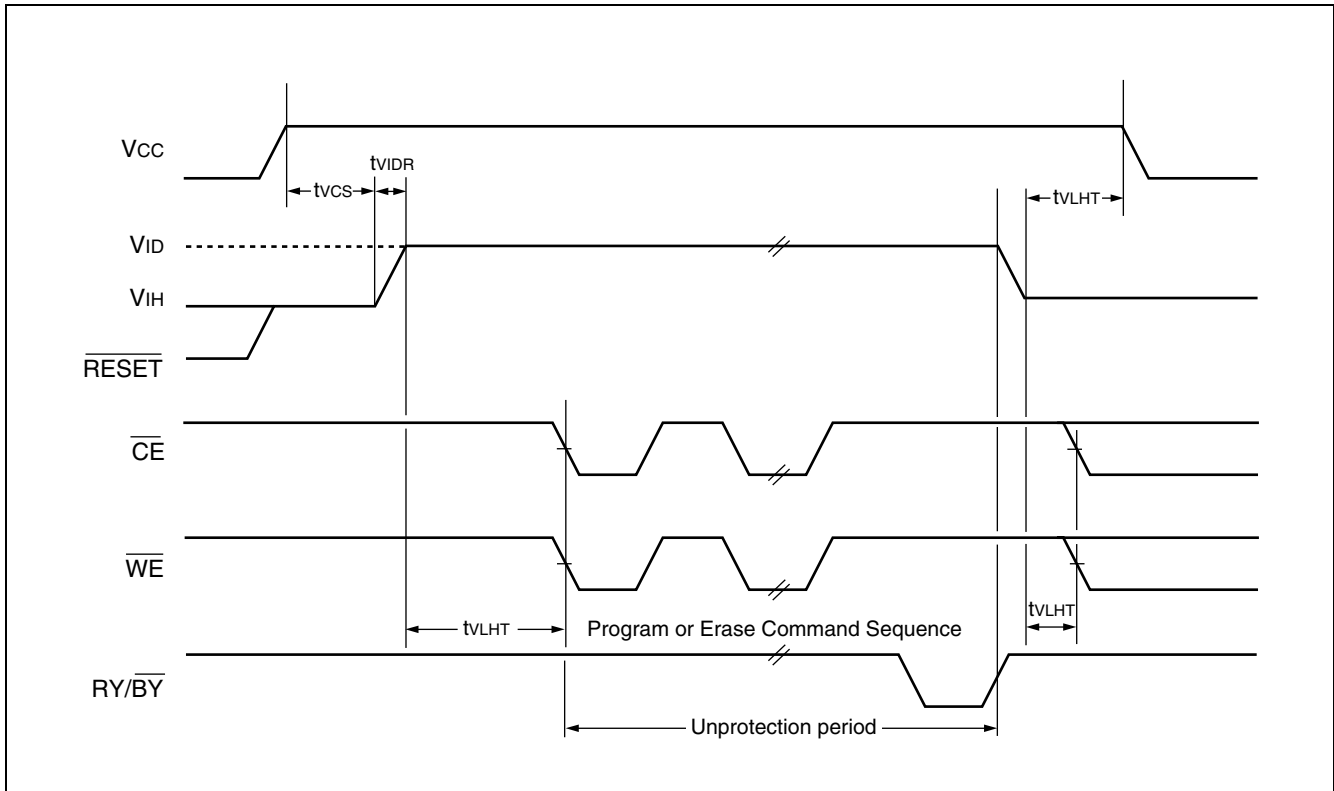 VCC
tVIDR
tVCS
tVLHT
VID
VIH
RESET
CE
WE
tVLHT
tVLHT
Program or Erase Command Sequence
RY/BY
Unprotection period